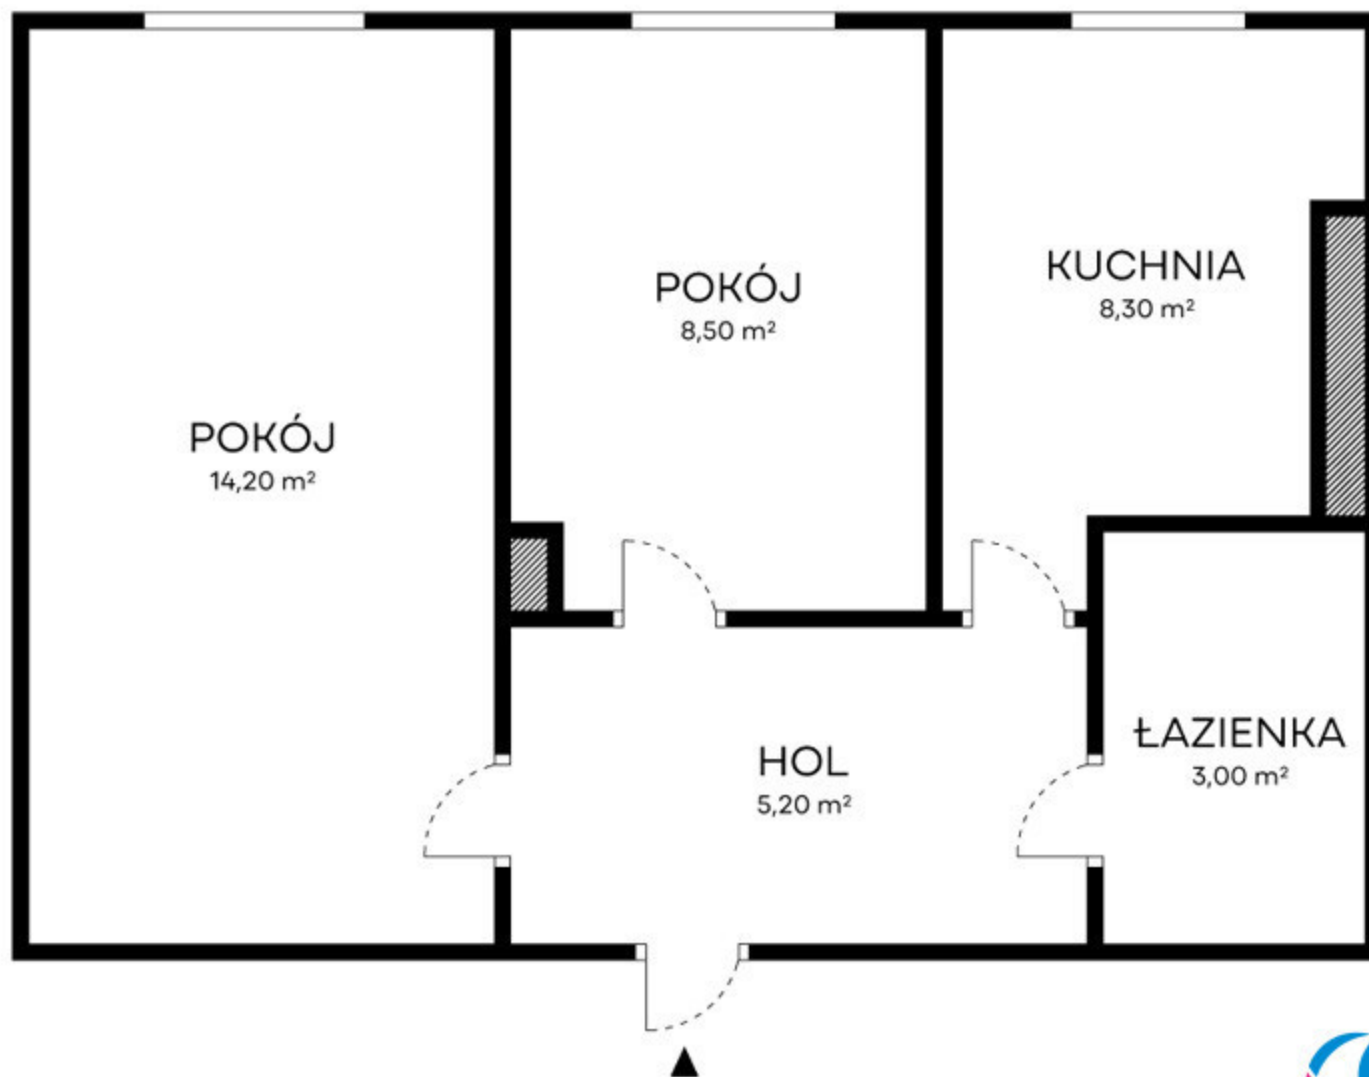 POKÓJ
14,20 m²
POKÓJ
8,50 m²
KUCHNIA
8,30 m²
HOL
5,20 m²
ŁAZIENKA
3,00 m²